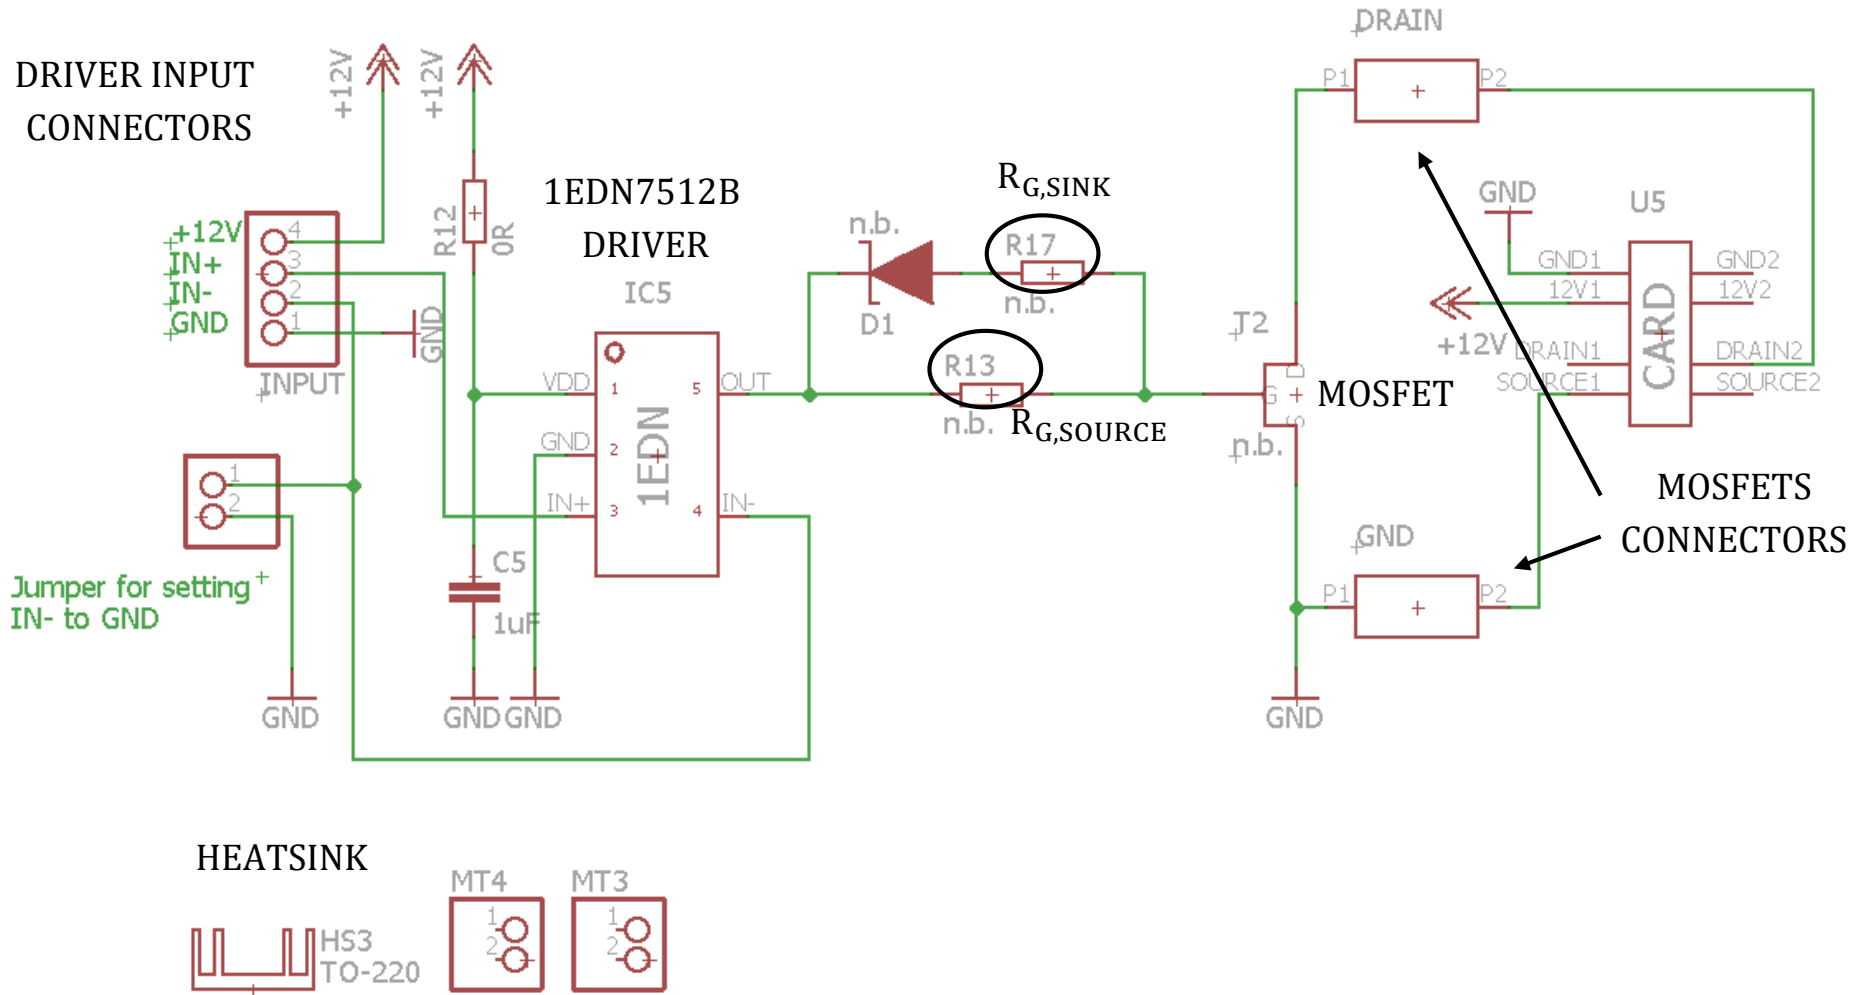 DRIVER INPUT
CONNECTORS
+12V
+12V
R12
0R
1EDN7512B
DRIVER
IC5
+12V
IN+
IN-
GND
4
3
2
1
INPUT
GND
1
2
Jumper for setting
IN- to GND
GND
VDD
GND
IN+
1
2
3
1EDN
5
4
OUT
IN-
C5
1uF
GND
GND
n.b.
D1
RG,SINK
R17
n.b.
R13
n.b.
RG,SOURCE
T2
D
G
S
n.b.
MOSFET
GND
DRAIN
P1
P2
GND
U5
GND1
12V1
+12V
DRAIN1
SOURCE1
CARD
GND2
12V2
DRAIN2
SOURCE2
MOSFETS
CONNECTORS
GND
P1
P2
HEATSINK
HS3
TO-220
MT4
1
2
MT3
1
2